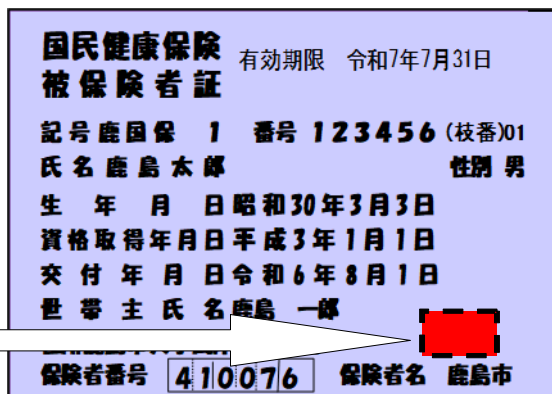 国民健康保険
被保険者証
有効期限 令和7年7月31日
記号鹿国保 1 番号 123456 (枝番)01
氏名鹿島太郎 性別 男
生年月日昭和30年3月3日
資格取得年月日平成3年1月1日
交付年月日令和6年8月1日
世帯主氏名鹿島 一郎
保険者番号 410076 保険者名 鹿島市